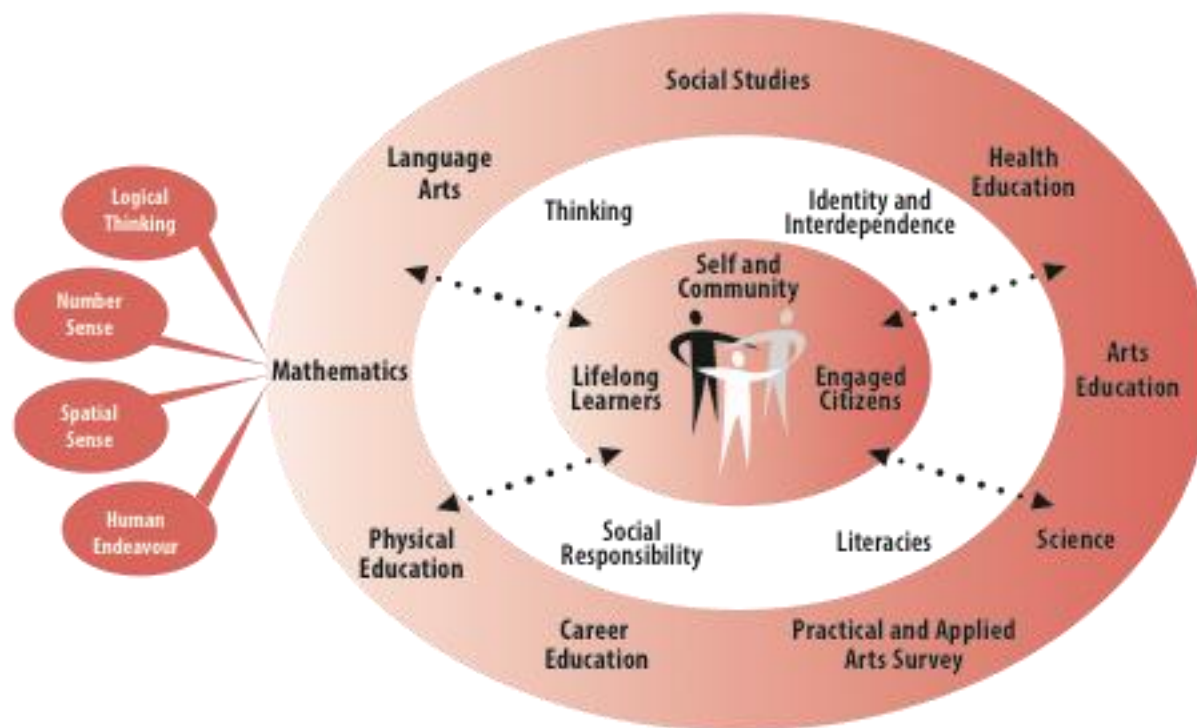 Social Studies
Language
Arts
Health
Education
Logical
Thinking
Thinking
Identity and
Interdependence
Self and
Community
Number
Sense
Mathematics
Lifelong
Learners
Engaged
Citizens
Arts
Education
Spatial
Sense
Human
Endeavour
Physical
Education
Social
Responsibility
Literacies
Science
Career
Education
Practical and Applied
Arts Survey